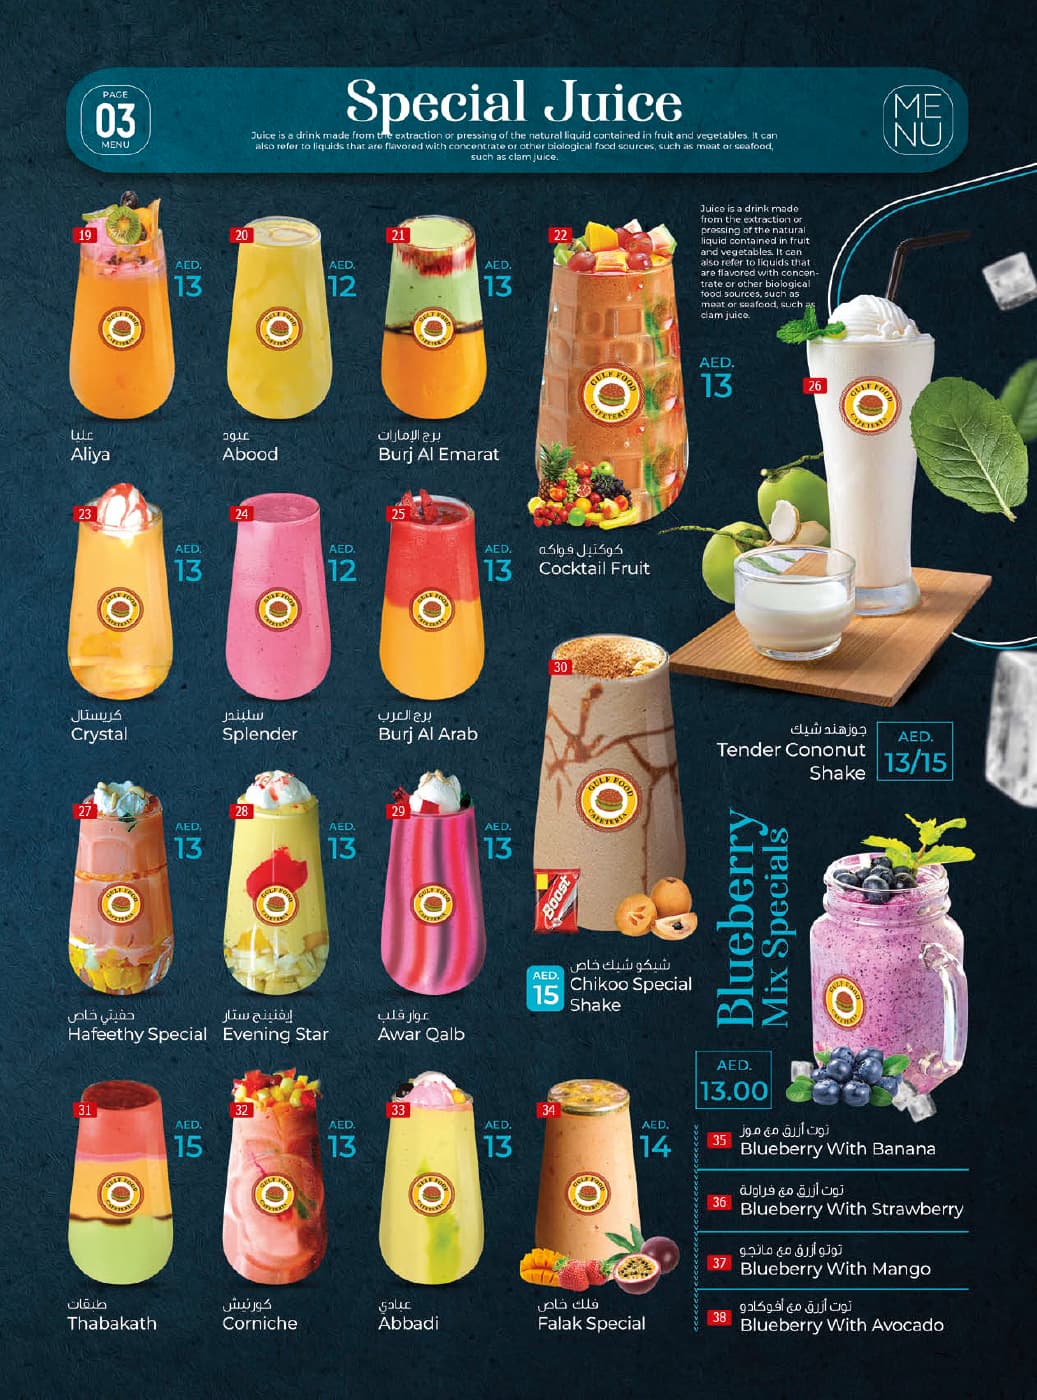 PAGE
03
MENU
Special Juice
Juice is a drink made from the extraction or pressing of the natural liquid contained in fruit and vegetables. It can
also refer to liquids that are flavored with concentrate or other biological food sources, such as meat or seafood,
such as clam juice.
ME
NU
19
AED.
13
عليا
Aliya
20
AED.
12
عبود
Abood
21
AED.
13
برج الإمارات
Burj Al Emarat
22
AED.
13
كوكتيل فواكه
Cocktail Fruit
Juice is a drink made
from the extraction or
pressing of the natural
liquid contained in fruit
and vegetables. It can
also refer to liquids that
are flavored with concen-
trate or other biological
food sources, such as
meat or seafood, such as
clam juice.
GULF FOOD
CAFETERIA
23
AED.
13
كريستال
Crystal
24
AED.
12
سلبندر
Splender
25
AED.
13
برج العرب
Burj Al Arab
26
جوزهند شيك
Tender Cononut
Shake
AED.
13/15
27
AED.
13
حفيتي خاص
Hafeethy Special
28
AED.
13
إيفنينج ستار
Evening Star
29
AED.
13
عوار قلب
Awar Qalb
30
Boost
AED.
15
شيكو شيك خاص
Chikoo Special
Shake
Blueberry
Mix Specials
AED.
13.00
31
AED.
15
طبقات
Thabakath
32
AED.
13
كورنيش
Corniche
33
AED.
13
عبادي
Abbadi
34
AED.
14
فلك خاص
Falak Special
35
توت أزرق مع موز
Blueberry With Banana
36
توت أزرق مع فراولة
Blueberry With Strawberry
37
توتو أزرق مع مانجو
Blueberry With Mango
38
توت أزرق مع أفوكادو
Blueberry With Avocado